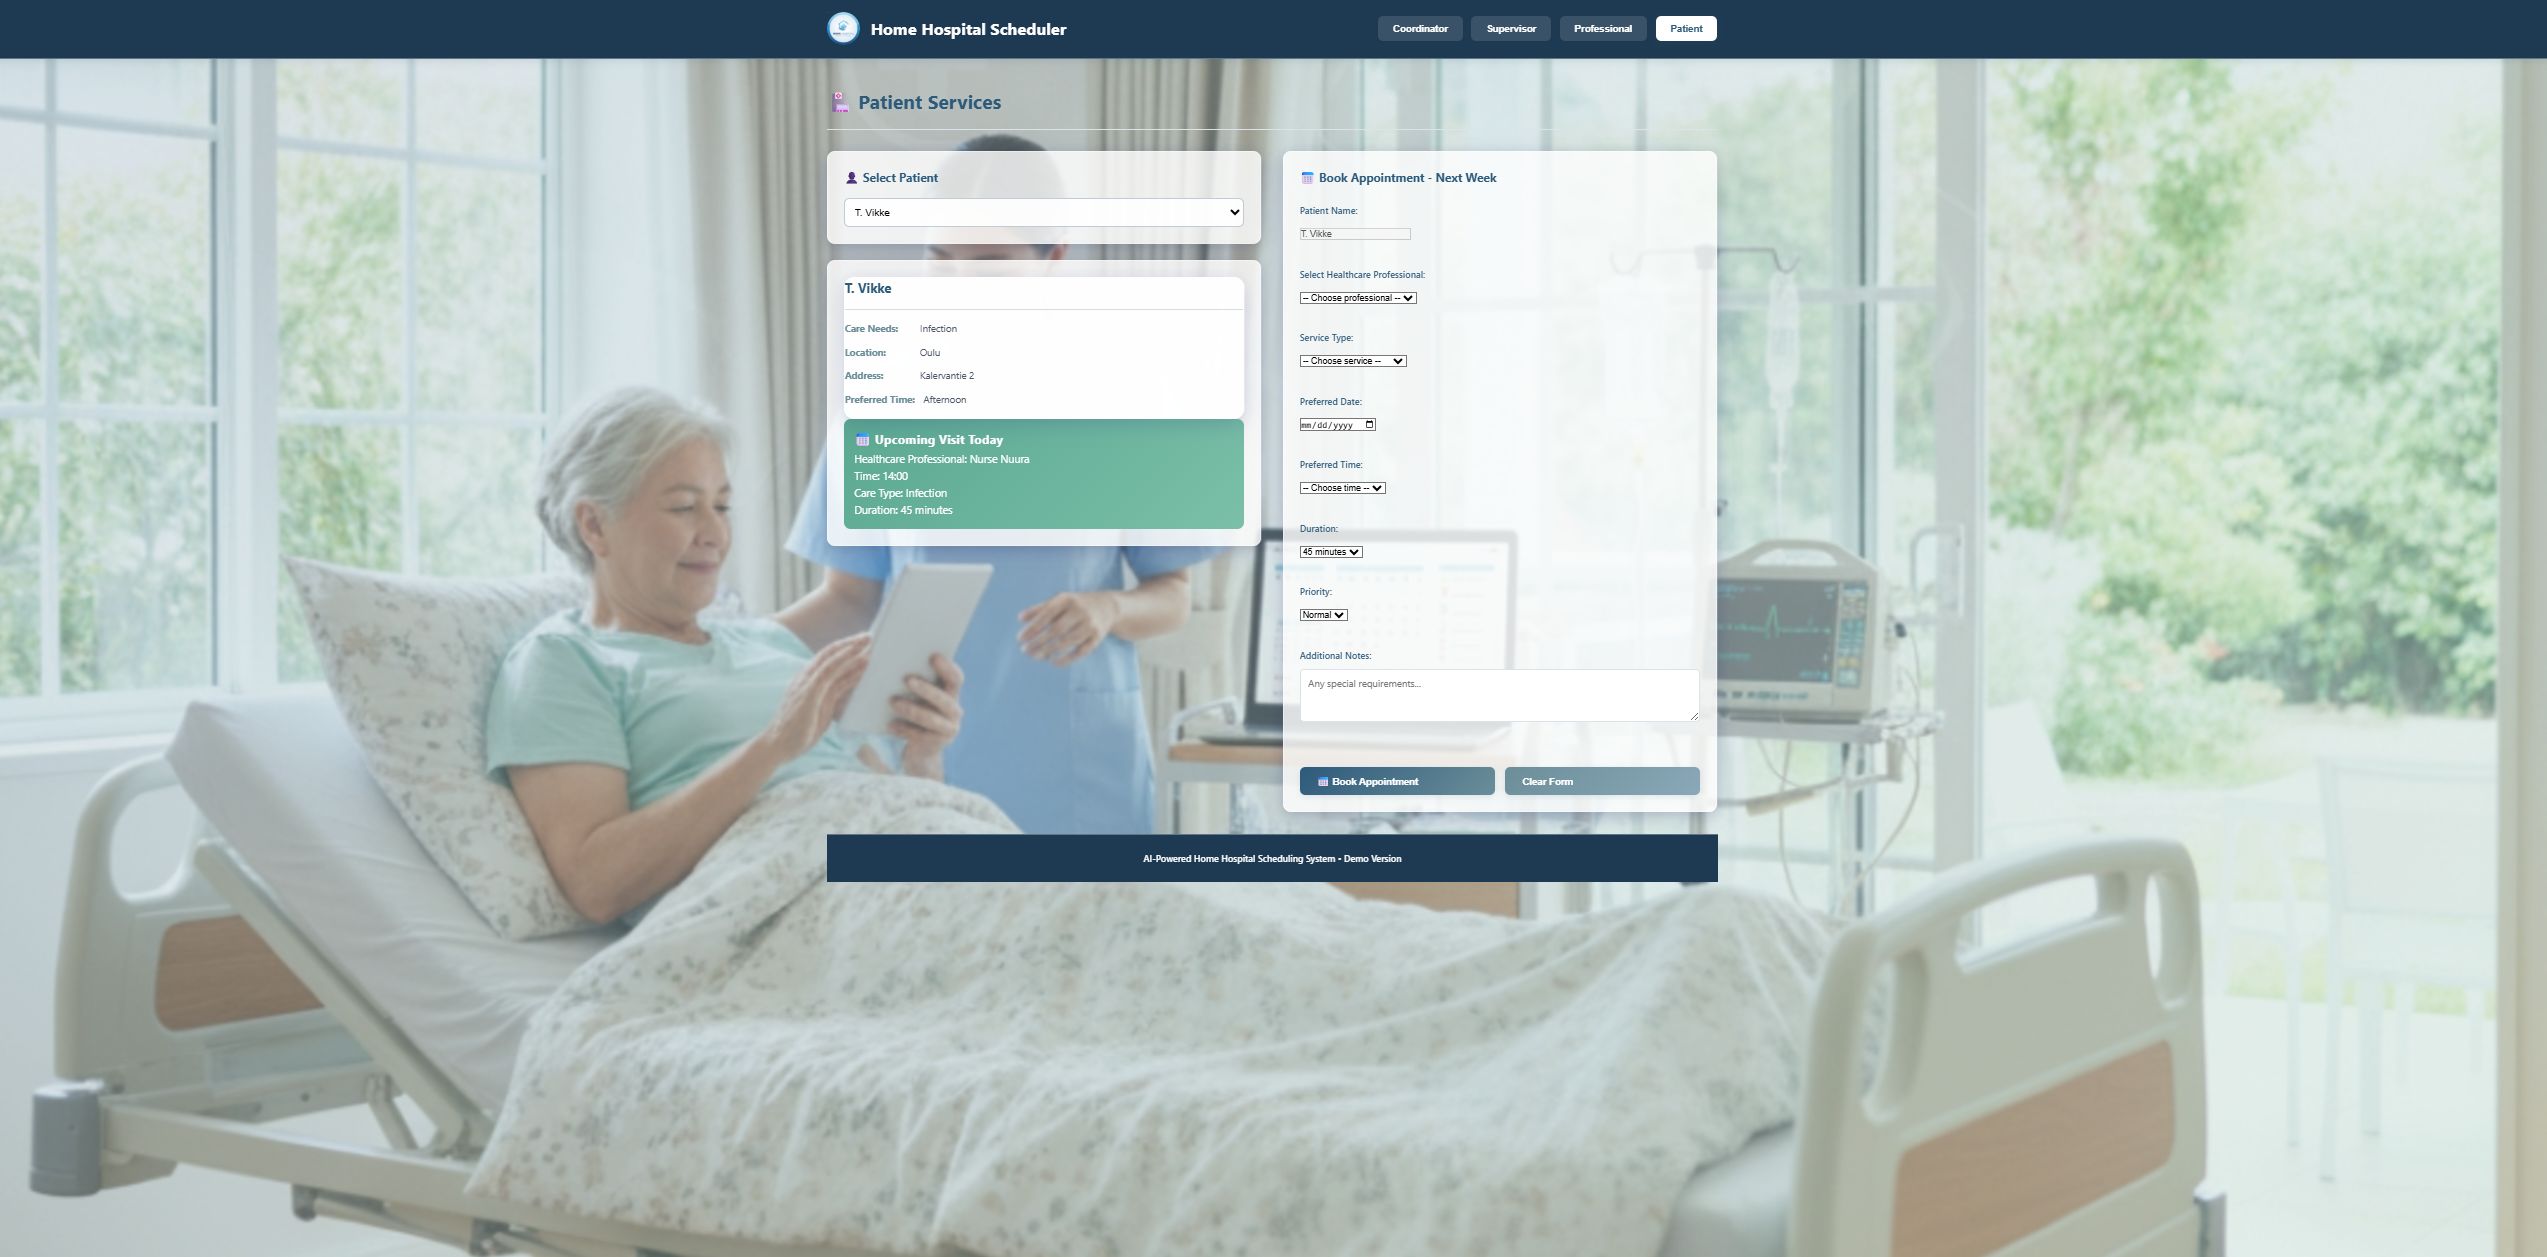 Home Hospital Scheduler
Coordinator
Supervisor
Professional
Patient
Patient Services
Select Patient
T. Vikke
T. Vikke
Care Needs: Infection
Location: Oulu
Address: Kalervantie 2
Preferred Time: Afternoon
Upcoming Visit Today
Healthcare Professional: Nurse Nuura
Time: 14:00
Care Type: Infection
Duration: 45 minutes
Book Appointment - Next Week
Patient Name:
T. Vikke
Select Healthcare Professional:
-- Choose professional --
Service Type:
-- Choose service --
Preferred Date:
mm/dd/yyyy
Preferred Time:
-- Choose time --
Duration:
45 minutes
Priority:
Normal
Additional Notes:
Any special requirements...
Book Appointment
Clear Form
AI-Powered Home Hospital Scheduling System - Demo Version